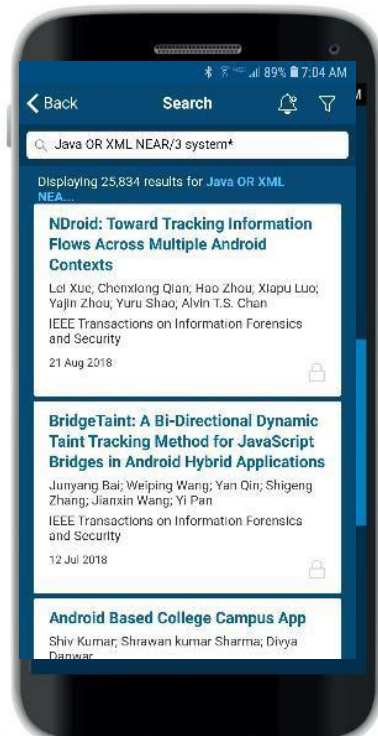 89% 7:04 AM
Back Search
Java OR XML NEAR/3 system*
Displaying 25,834 results for Java OR XML
NEA...
NDroid: Toward Tracking Information
Flows Across Multiple Android
Contexts
Lei Xue; Chenxiong Qian; Hao Zhou; Xiapu Luo;
Yajin Zhou; Yuru Shao; Alvin T.S. Chan
IEEE Transactions on Information Forensics
and Security
21 Aug 2018
BridgeTaint: A Bi-Directional Dynamic
Taint Tracking Method for JavaScript
Bridges in Android Hybrid Applications
Junyang Bai; Weiping Wang; Yan Qin; Shigeng
Zhang; Jianxin Wang; Yi Pan
IEEE Transactions on Information Forensics
and Security
12 Jul 2018
Android Based College Campus App
Shiv Kumar; Shrawan kumar Sharma; Divya